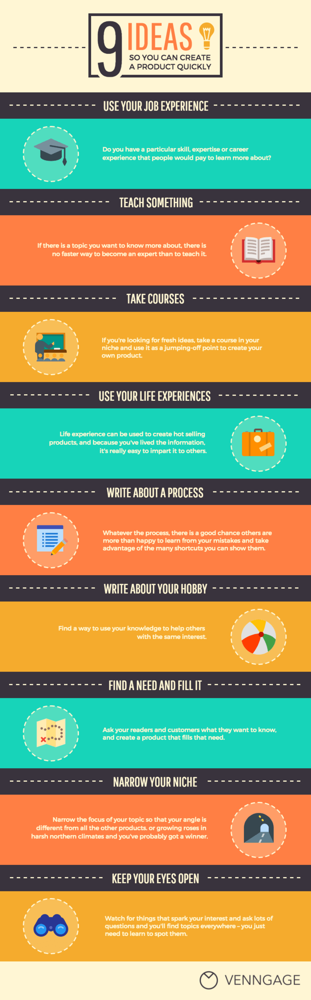 9 IDEAS
SO YOU CAN CREATE
A PRODUCT QUICKLY
USE YOUR JOB EXPERIENCE
Do you have a particular skill, expertise or career
experience that people would pay to learn more about?
TEACH SOMETHING
If there is a topic you want to know more about, there is
no faster way to become an expert than to teach it.
TAKE COURSES
If you're looking for fresh ideas, take a course in your
niche and use it as a jumping-off point to create your
own product.
USE YOUR LIFE EXPERIENCES
Life experience can be used to create hot selling
products, and because you've lived the information,
it's really easy to impart it to others.
WRITE ABOUT A PROCESS
Whatever the process, there is a good chance others are
more than happy to learn from your mistakes and take
advantage of the many shortcuts you can show them.
WRITE ABOUT YOUR HOBBY
Find a way to use your knowledge to help others
with the same interest.
FIND A NEED AND FILL IT
Ask your readers and customers what they want to know,
and create a product that fills that need.
NARROW YOUR NICHE
Narrow the focus of your topic so that your angle is
different from all the other products. or growing roses in
harsh northern climates and you've probably got a winner.
KEEP YOUR EYES OPEN
Watch for things that spark your interest and ask lots of
questions and you'll find topics everywhere – you just
need to learn to spot them.
VENNGAGE